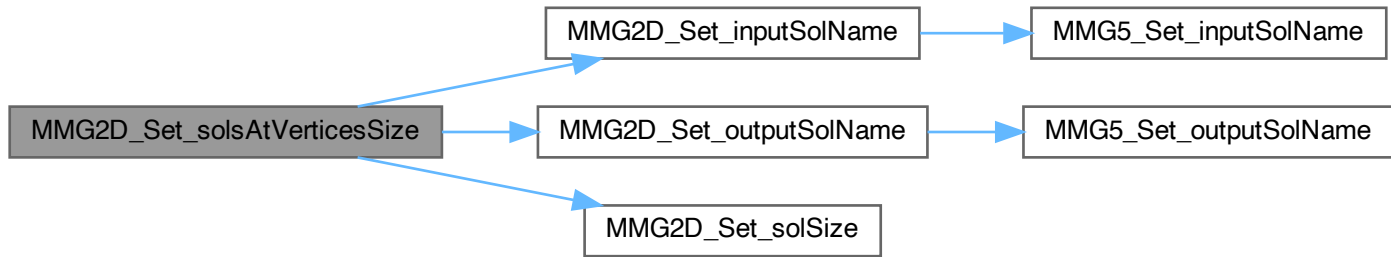 MMG2D_Set_inputSolName
MMG5_Set_inputSolName
MMG2D_Set_solsAtVerticesSize
MMG2D_Set_outputSolName
MMG5_Set_outputSolName
MMG2D_Set_solSize